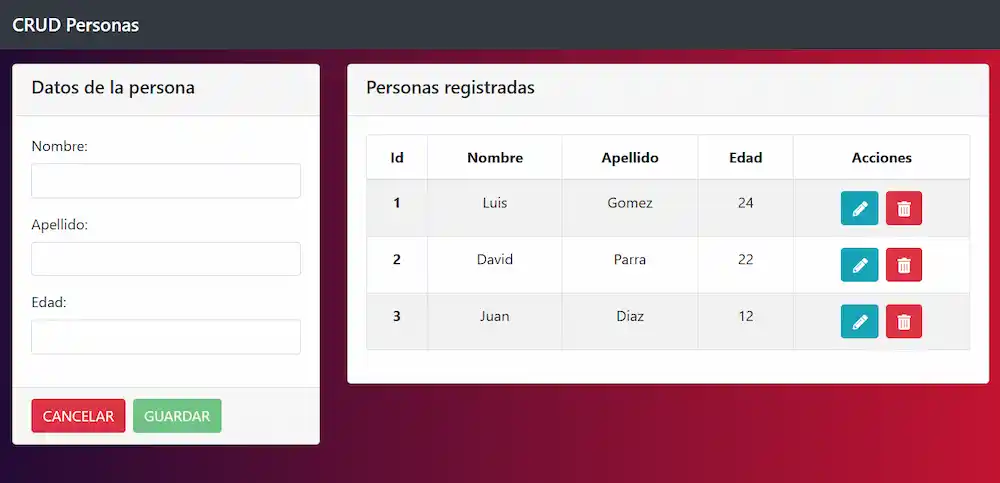 CRUD Personas
Datos de la persona
Nombre:
Apellido:
Edad:
CANCELAR GUARDAR
Personas registradas
Id Nombre Apellido Edad Acciones
1 Luis Gomez 24
2 David Parra 22
3 Juan Diaz 12